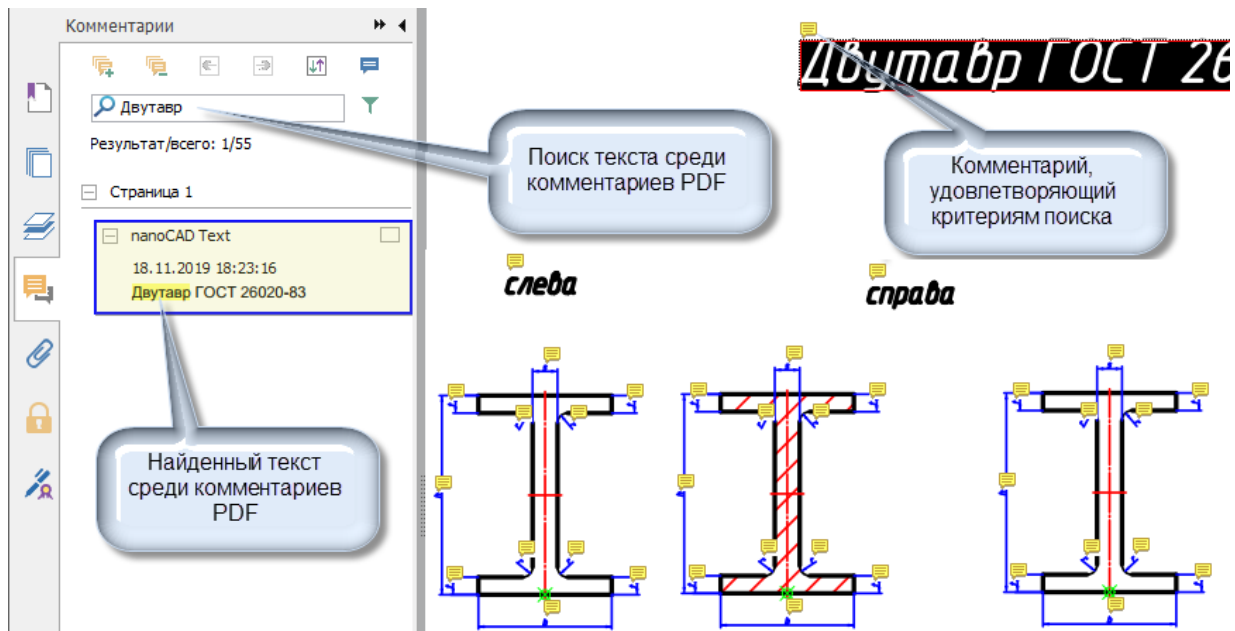 Комментарии
Двутавр
Результат/всего: 1/55
Страница 1
nanoCAD Text
18.11.2019 18:23:16
Двутавр ГОСТ 26020-83
Найденный текст
среди комментариев
PDF
Поиск текста среди
комментариев PDF
Двутавр ГОСТ 26
Комментарий,
удовлетворяющий
критериям поиска
слева
справа